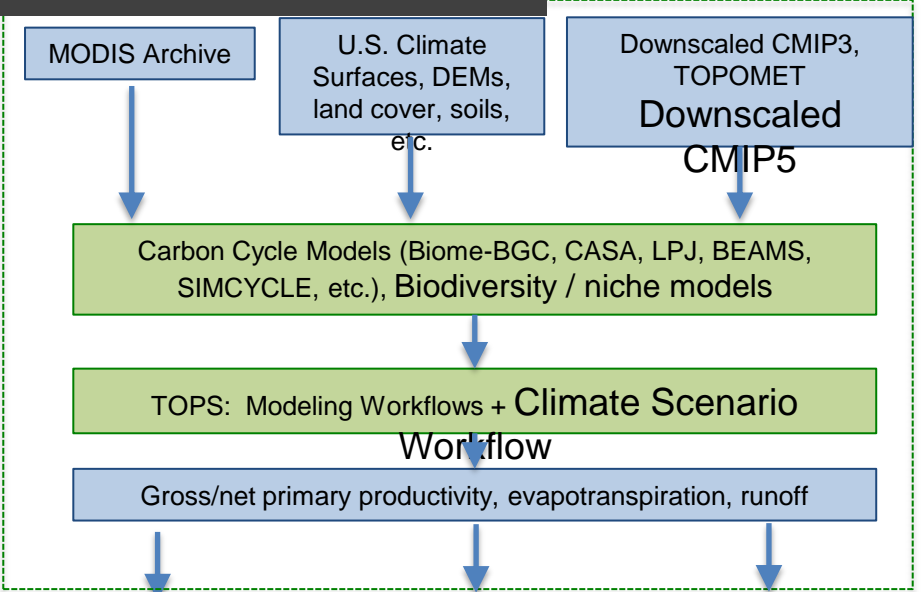 MODIS Archive
U.S. Climate
Surfaces, DEMs,
land cover, soils,
etc.
Downscaled CMIP3,
TOPOMET
Downscaled
CMIP5
Carbon Cycle Models (Biome-BGC, CASA, LPJ, BEAMS,
SIMCYCLE, etc.), Biodiversity / niche models
TOPS: Modeling Workflows + Climate Scenario
Workflow
Gross/net primary productivity, evapotranspiration, runoff